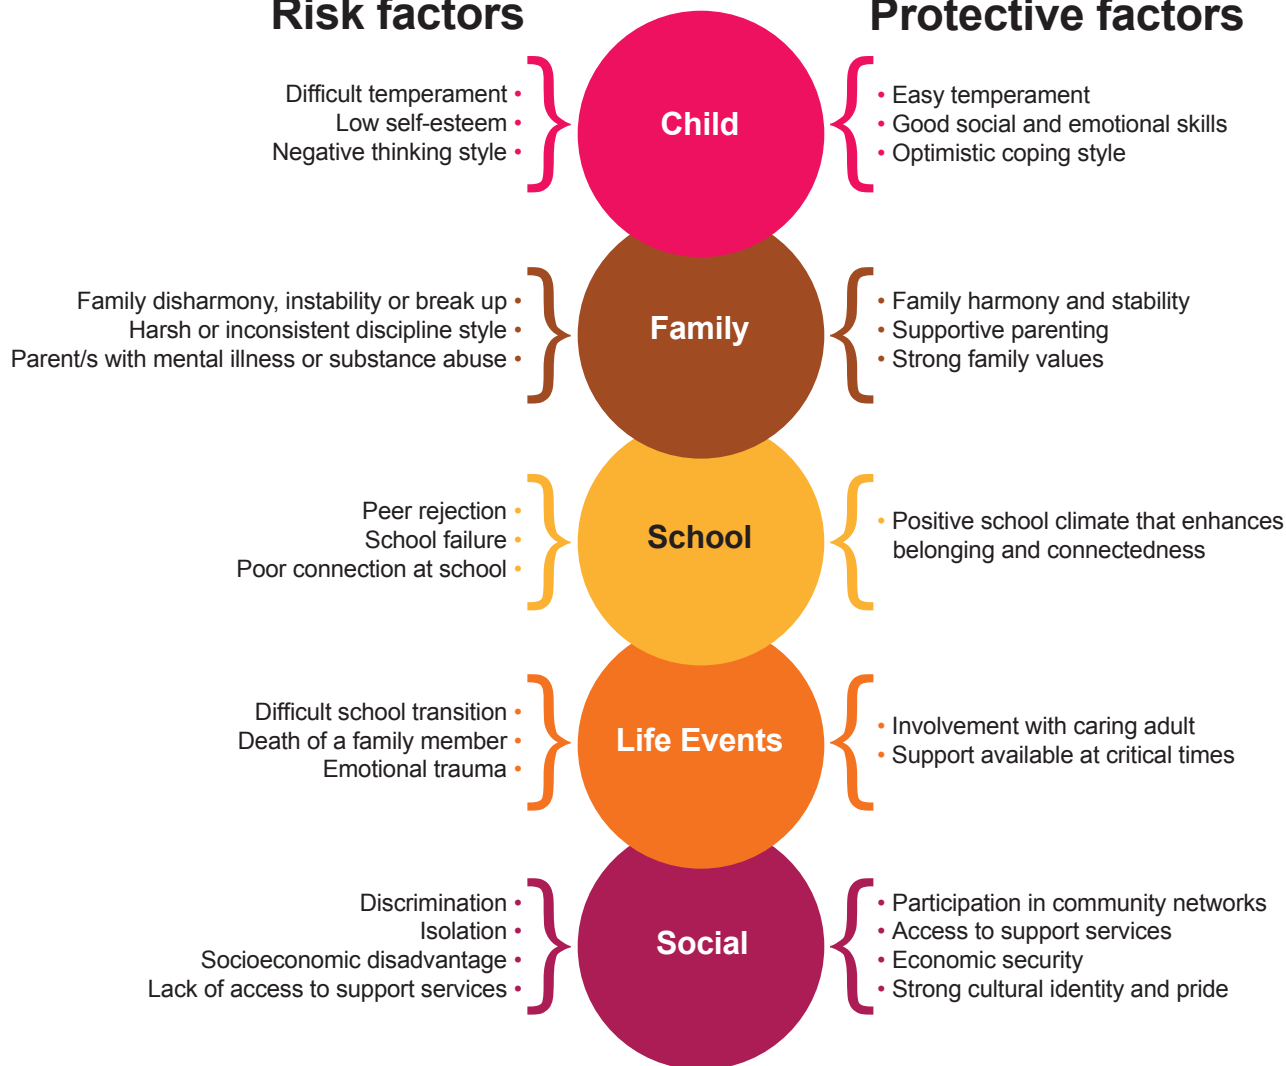 Risk factors
Protective factors
• Difficult temperament
• Low self-esteem
• Negative thinking style
Child
• Easy temperament
• Good social and emotional skills
• Optimistic coping style
Family disharmony, instability or break up •
Harsh or inconsistent discipline style •
Parent/s with mental illness or substance abuse •
Family
• Family harmony and stability
• Supportive parenting
• Strong family values
Peer rejection •
School failure •
Poor connection at school •
School
• Positive school climate that enhances
belonging and connectedness
Difficult school transition •
Death of a family member •
Emotional trauma •
Life Events
• Involvement with caring adult
• Support available at critical times
Discrimination •
Isolation •
Socioeconomic disadvantage •
Lack of access to support services •
Social
• Participation in community networks
• Access to support services
• Economic security
• Strong cultural identity and pride